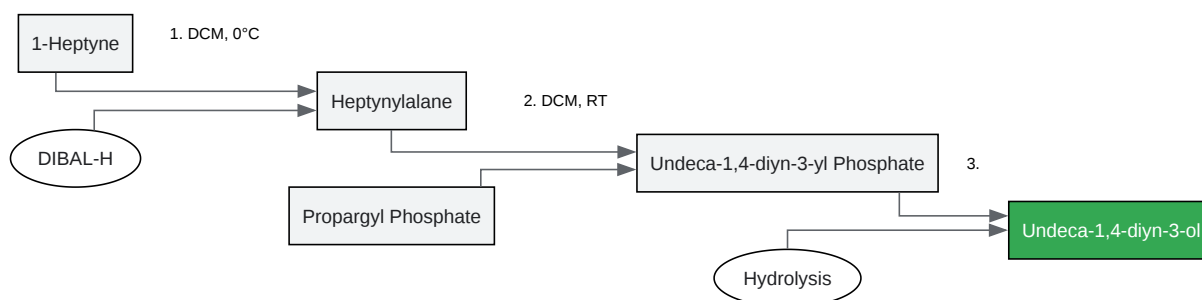 1-Heptyne
1. DCM, 0°C
DIBAL-H
Heptynylalane
2. DCM, RT
Propargyl Phosphate
Undeca-1,4-diyn-3-yl Phosphate
3.
Hydrolysis
Undeca-1,4-diyn-3-ol